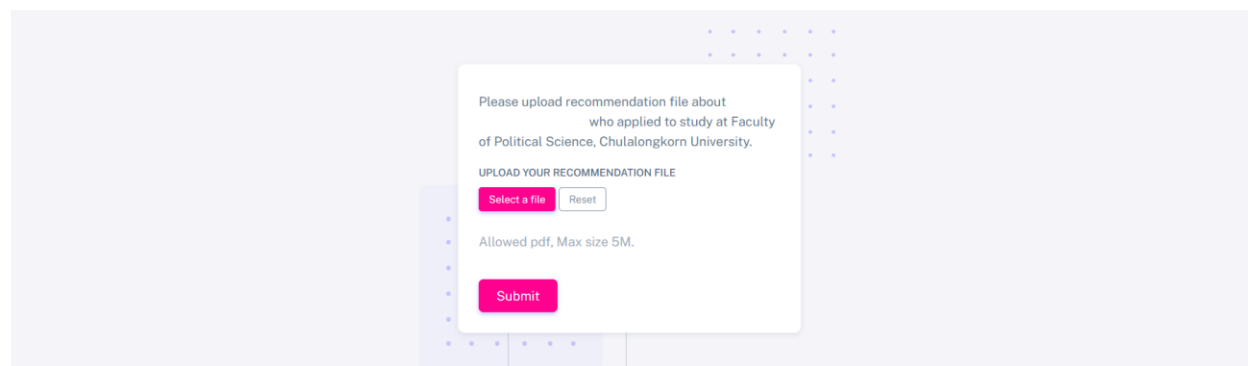 Please upload recommendation file about
who applied to study at Faculty
of Political Science, Chulalongkorn University.
UPLOAD YOUR RECOMMENDATION FILE
Select a file Reset
Allowed pdf, Max size 5M.
Submit